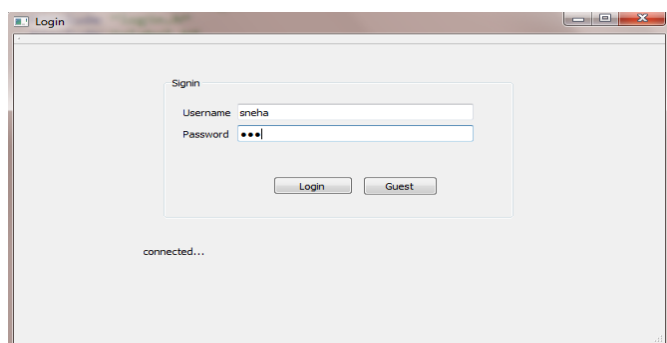 Login
Signin
Username sneha
Password •••
Login Guest
connected...